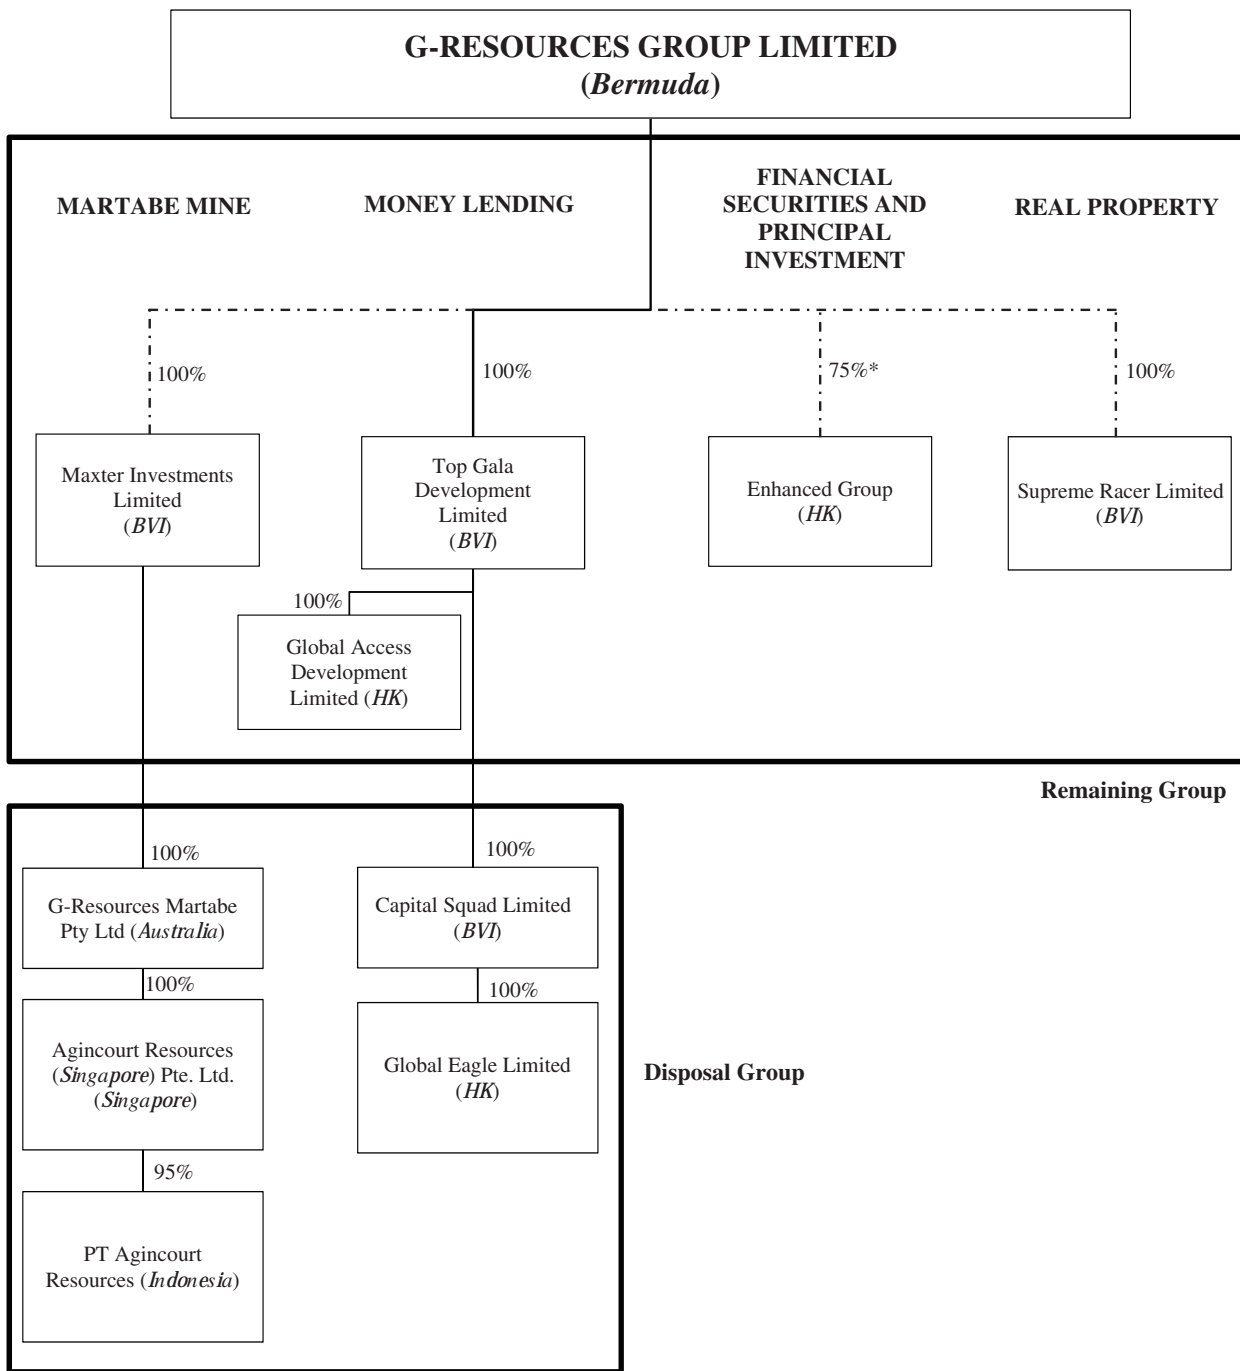 G-RESOURCES GROUP LIMITED
(Bermuda)
MARTABE MINE
MONEY LENDING
FINANCIAL
SECURITIES AND
PRINCIPAL
INVESTMENT
REAL PROPERTY
100%
100%
75%*
100%
Maxter Investments
Limited
(BVI)
Top Gala
Development
Limited
(BVI)
Enhanced Group
(HK)
Supreme Racer Limited
(BVI)
100%
Global Access
Development
Limited (HK)
Remaining Group
100%
100%
G-Resources Martabe
Pty Ltd (Australia)
Capital Squad Limited
(BVI)
100%
100%
Agincourt Resources
(Singapore) Pte. Ltd.
(Singapore)
Global Eagle Limited
(HK)
Disposal Group
95%
PT Agincourt
Resources (Indonesia)